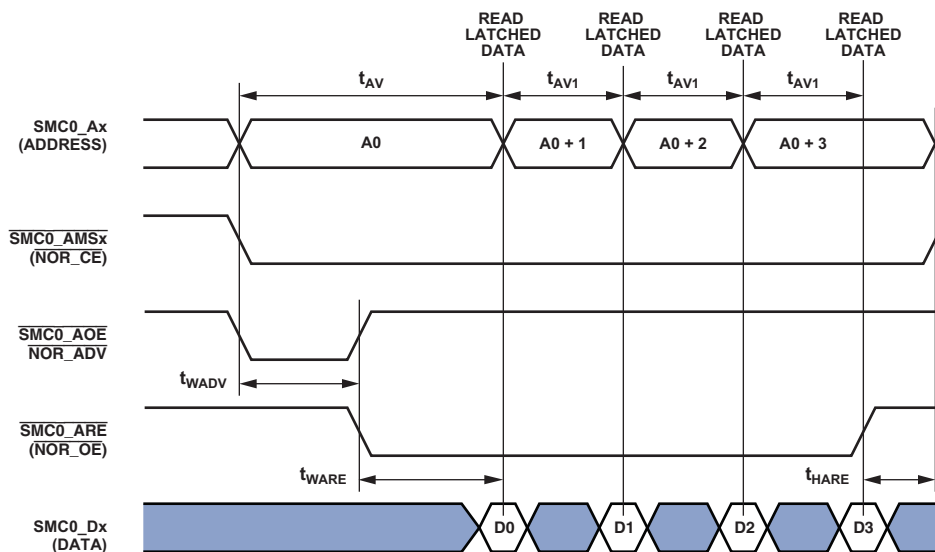 READ LATCHED DATA
READ LATCHED DATA
READ LATCHED DATA
READ LATCHED DATA
tAV
tAV1
tAV1
tAV1
SMC0_Ax
(ADDRESS)
A0
A0 + 1
A0 + 2
A0 + 3
SMC0_AMSx
(NOR_CE)
SMC0_AOE
NOR_ADV
tWADV
SMC0_ARE
(NOR_OE)
tWARE
tHARE
SMC0_Dx
(DATA)
D0
D1
D2
D3